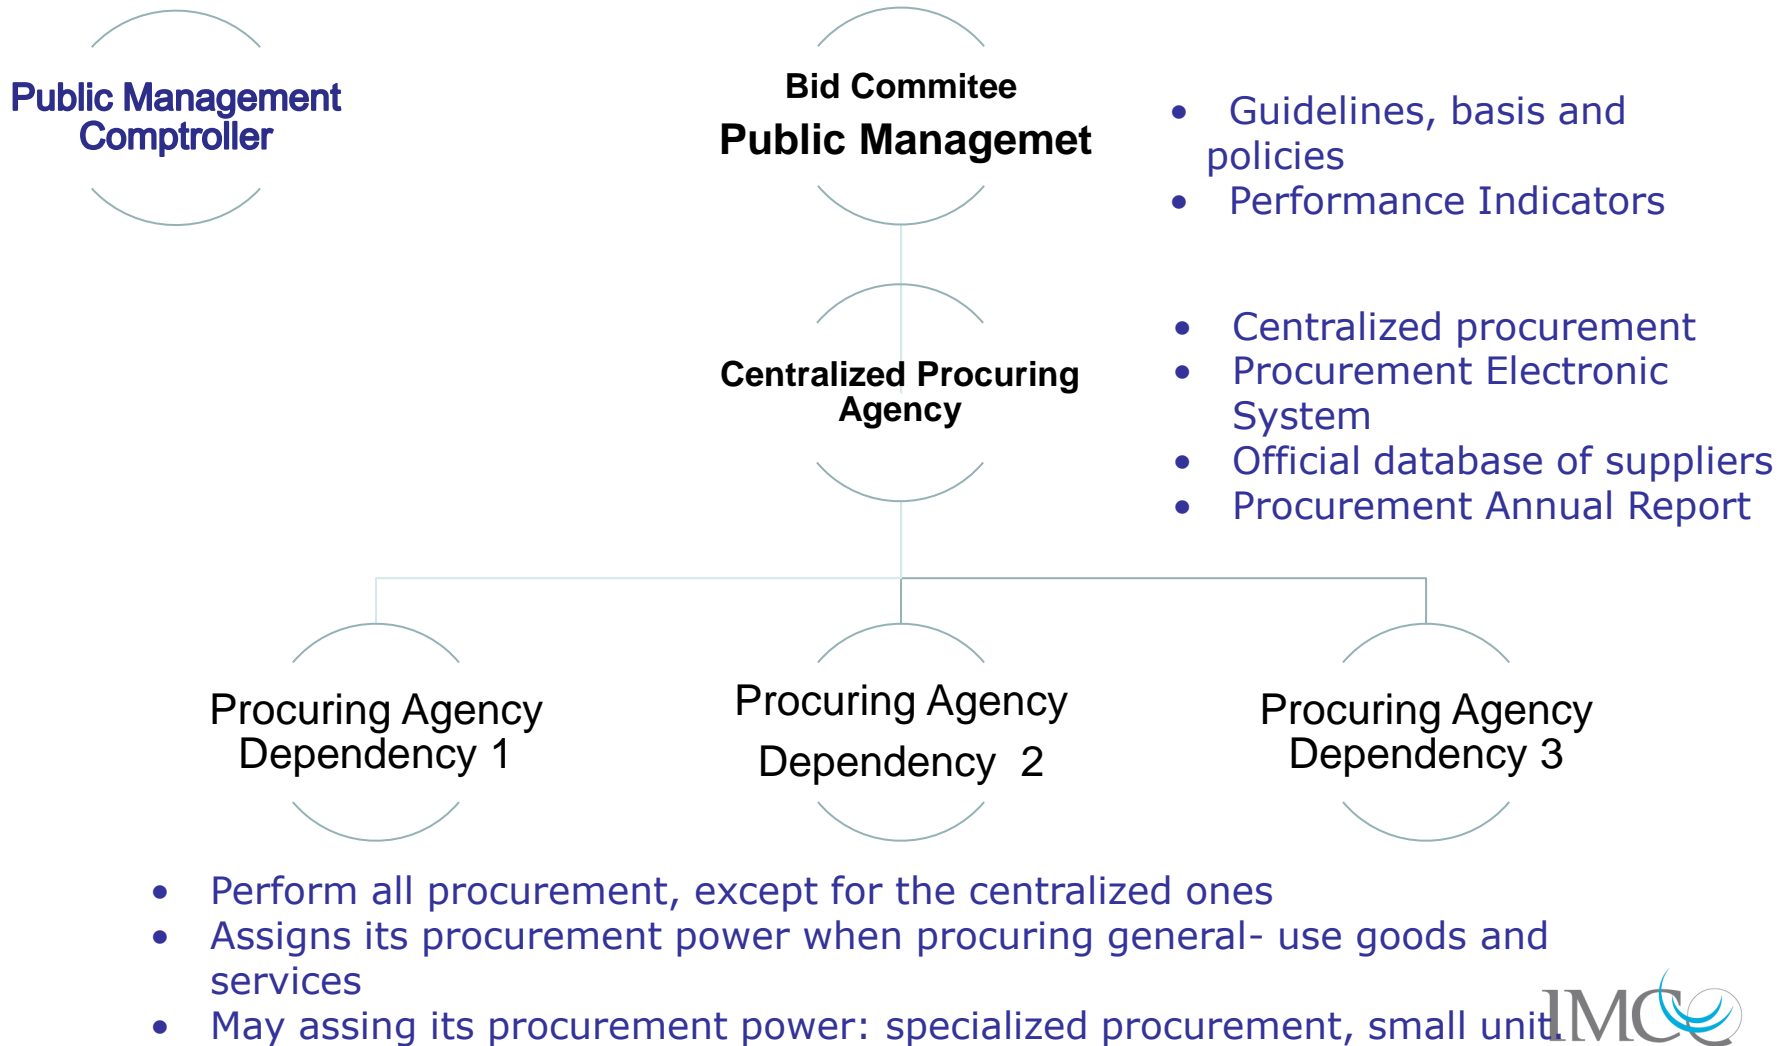 Public Management
Comptroller
Bid Commitee
Public Managemet
• Guidelines, basis and
policies
• Performance Indicators
Centralized Procuring
Agency
• Centralized procurement
• Procurement Electronic
System
• Official database of suppliers
• Procurement Annual Report
Procuring Agency
Dependency 1
Procuring Agency
Dependency 2
Procuring Agency
Dependency 3
• Perform all procurement, except for the centralized ones
• Assigns its procurement power when procuring general- use goods and
services
• May assing its procurement power: specialized procurement, small unit.
IMCO